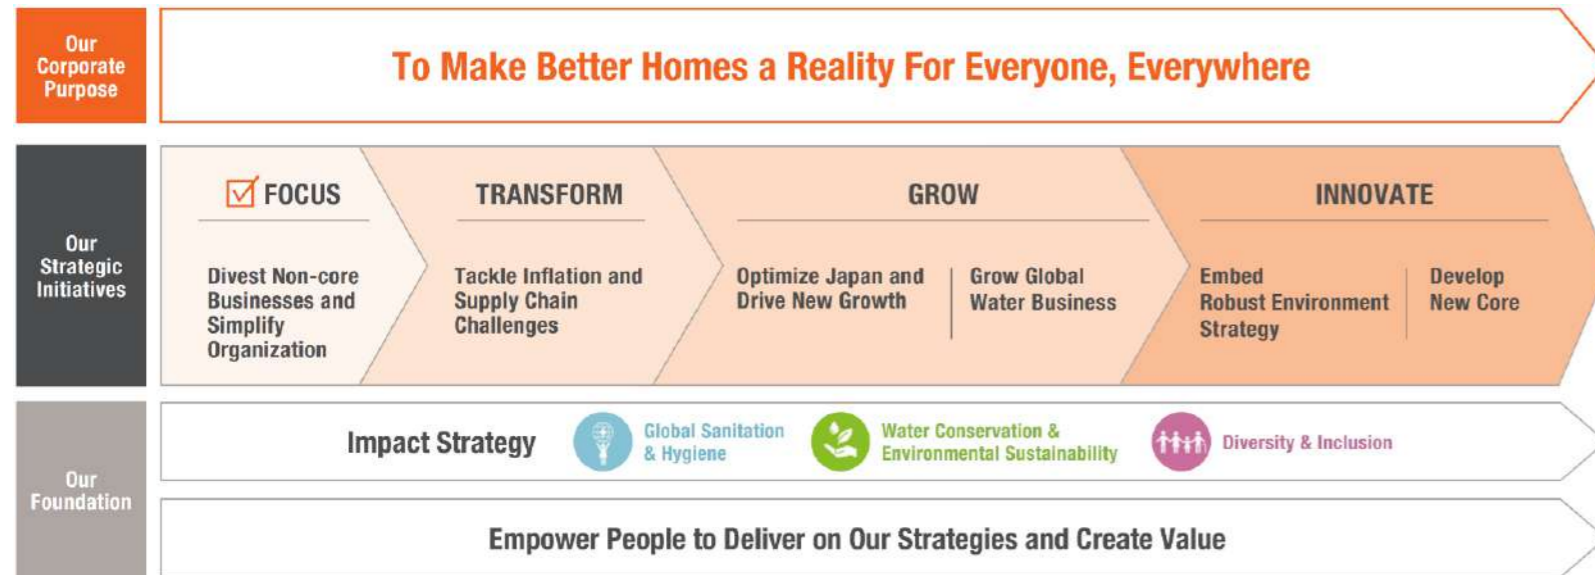 Our
Corporate
Purpose
To Make Better Homes a Reality For Everyone, Everywhere
Our
Strategic
Initiatives
FOCUS
Divest Non-core
Businesses and
Simplify
Organization
TRANSFORM
Tackle Inflation and
Supply Chain
Challenges
GROW
Optimize Japan and
Drive New Growth
Grow Global
Water Business
INNOVATE
Embed
Robust Environment
Strategy
Develop
New Core
Our
Foundation
Impact Strategy
Global Sanitation
& Hygiene
Water Conservation &
Environmental Sustainability
Diversity & Inclusion
Empower People to Deliver on Our Strategies and Create Value